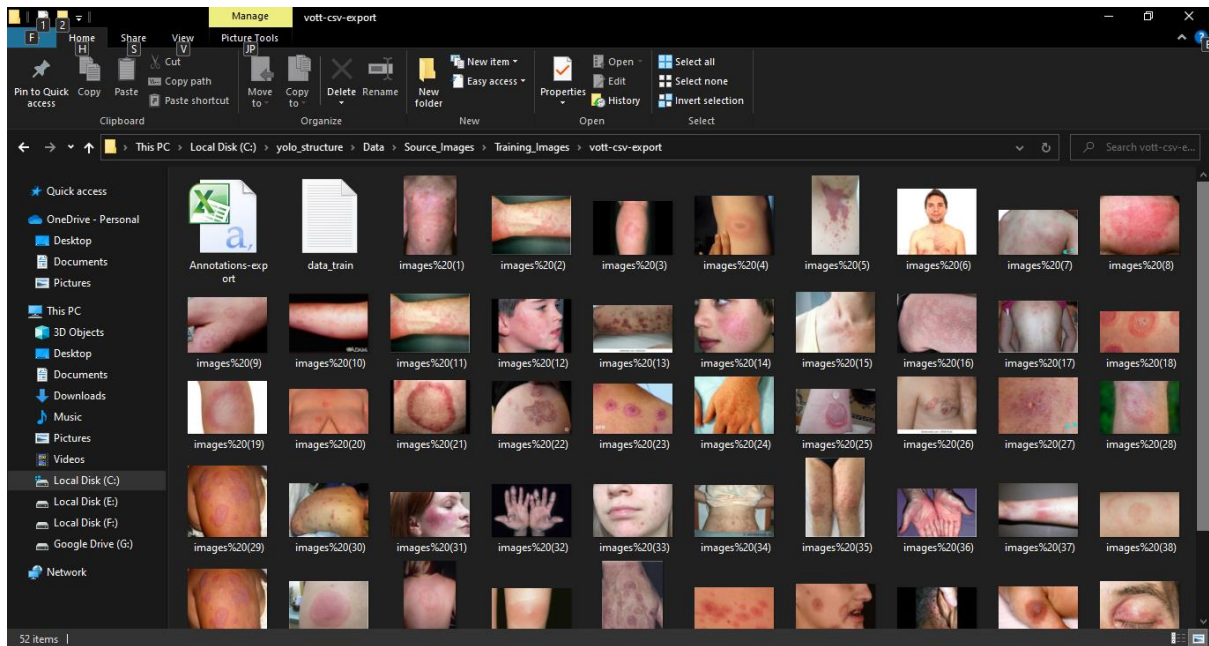 1 2 Manage vott-csv-export
F Home Share View Picture Tools
H S V JP
Pin to Quick access
Copy
Paste
Cut
Copy path
Paste shortcut
Clipboard
Move to
Copy to
Delete
Rename
Organize
New folder
New item
Easy access
New
Properties
Open
Edit
History
Open
Select all
Select none
Invert selection
Select
This PC > Local Disk (C:) > yolo_structure > Data > Source_Images > Training_Images > vott-csv-export
Search vott-csv-e...
Quick access
OneDrive - Personal
Desktop
Documents
Pictures
This PC
3D Objects
Desktop
Documents
Downloads
Music
Pictures
Videos
Local Disk (C:)
Local Disk (E:)
Local Disk (F:)
Google Drive (G:)
Network
a,
Annotations-exp
ort
data_train
images%20(1)
images%20(2)
images%20(3)
images%20(4)
images%20(5)
images%20(6)
images%20(7)
images%20(8)
images%20(9)
images%20(10)
images%20(11)
images%20(12)
images%20(13)
images%20(14)
images%20(15)
images%20(16)
images%20(17)
images%20(18)
images%20(19)
images%20(20)
images%20(21)
images%20(22)
images%20(23)
images%20(24)
images%20(25)
images%20(26)
images%20(27)
images%20(28)
images%20(29)
images%20(30)
images%20(31)
images%20(32)
images%20(33)
images%20(34)
images%20(35)
images%20(36)
images%20(37)
images%20(38)
52 items